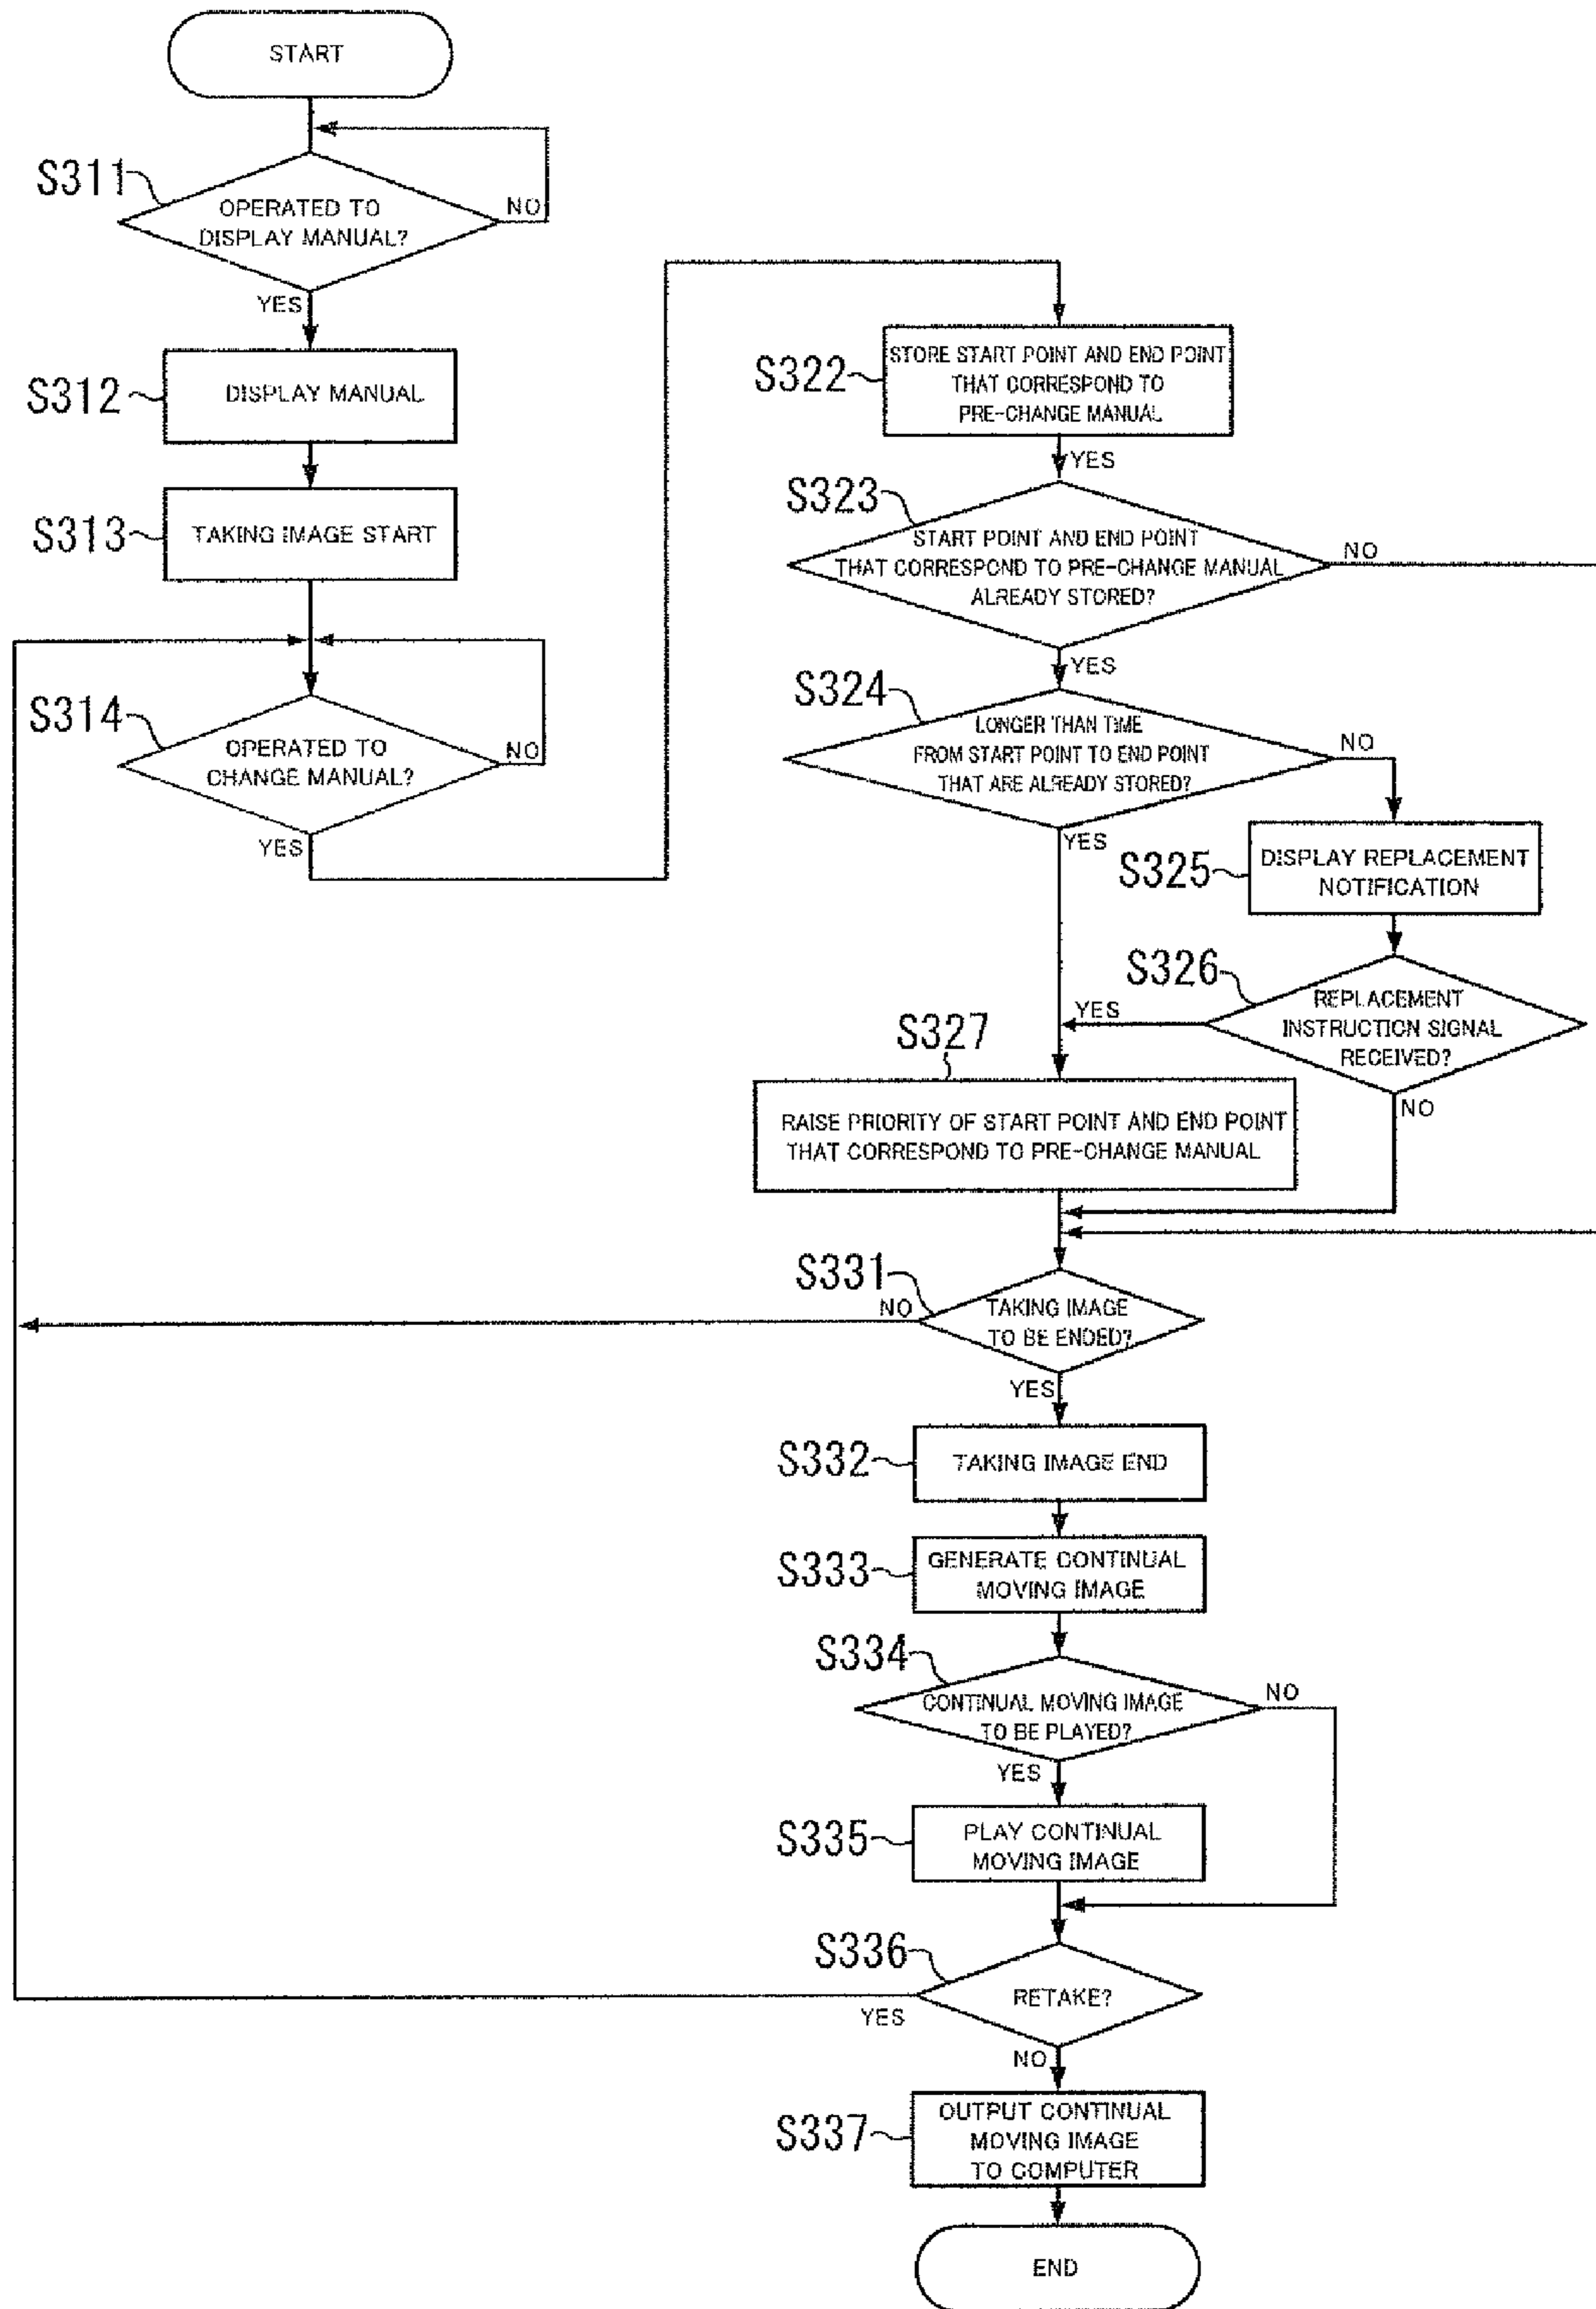 START
S311
OPERATED TO
DISPLAY MANUAL?
NO
YES
S312
DISPLAY MANUAL
S313
TAKING IMAGE START
S314
OPERATED TO
CHANGE MANUAL?
NO
YES
S322
STORE START POINT AND END POINT
THAT CORRESPOND TO
PRE-CHANGE MANUAL
YES
S323
START POINT AND END POINT
THAT CORRESPOND TO PRE-CHANGE MANUAL
ALREADY STORED?
NO
YES
S324
LONGER THAN TIME
FROM START POINT TO END POINT
THAT ARE ALREADY STORED?
NO
YES
S325
DISPLAY REPLACEMENT
NOTIFICATION
S326
REPLACEMENT
INSTRUCTION SIGNAL
RECEIVED?
YES
NO
S327
RAISE PRIORITY OF START POINT AND END POINT
THAT CORRESPOND TO PRE-CHANGE MANUAL
S331
TAKING IMAGE
TO BE ENDED?
NO
YES
S332
TAKING IMAGE END
S333
GENERATE CONTINUAL
MOVING IMAGE
S334
CONTINUAL MOVING IMAGE
TO BE PLAYED?
NO
YES
S335
PLAY CONTINUAL
MOVING IMAGE
S336
RETAKE?
YES
NO
S337
OUTPUT CONTINUAL
MOVING IMAGE
TO COMPUTER
END